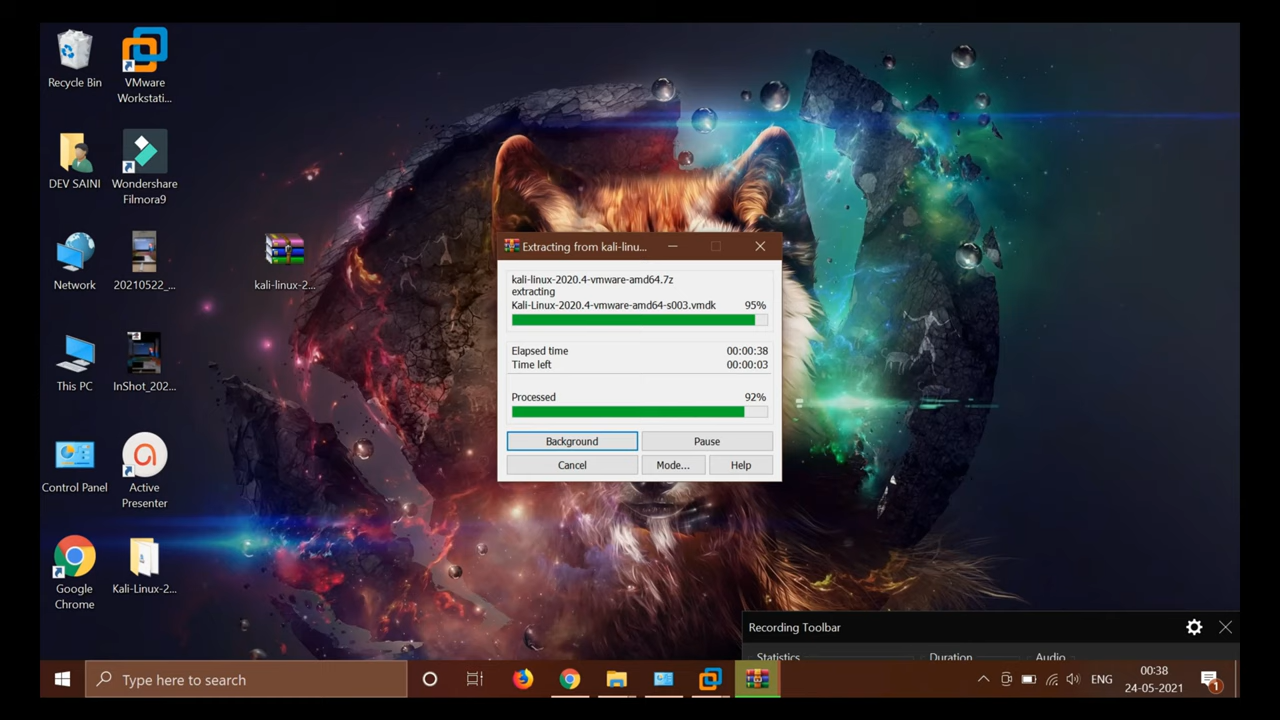 Recycle Bin
VMware
Workstati...
DEV SAINI
Wondershare
Filmora9
Network
20210522_...
kali-linux-2...
This PC
InShot_202...
Control Panel
Active
Presenter
Google
Chrome
Kali-Linux-2...
Extracting from kali-linu...
kali-linux-2020.4-vmware-amd64.7z
extracting
Kali-Linux-2020.4-vmware-amd64-s003.vmdk 95%
Elapsed time 00:00:38
Time left 00:00:03
Processed 92%
Background Pause
Cancel Mode... Help
Recording Toolbar
Statistics Duration Audio
Type here to search
ENG
00:38
24-05-2021
1